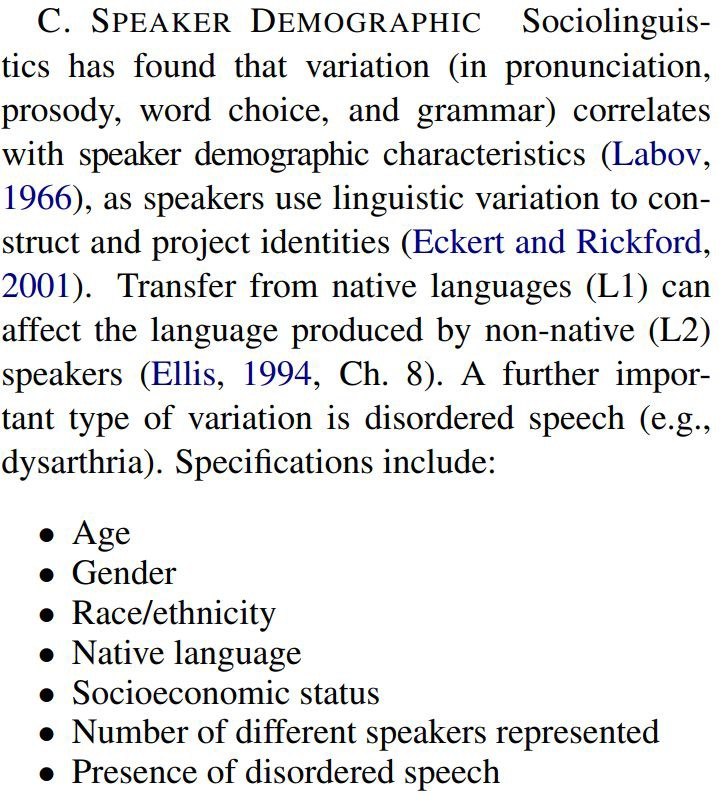 C. SPEAKER DEMOGRAPHIC Sociolinguis-
tics has found that variation (in pronunciation,
prosody, word choice, and grammar) correlates
with speaker demographic characteristics (Labov,
1966), as speakers use linguistic variation to con-
struct and project identities (Eckert and Rickford,
2001). Transfer from native languages (L1) can
affect the language produced by non-native (L2)
speakers (Ellis, 1994, Ch. 8). A further impor-
tant type of variation is disordered speech (e.g.,
dysarthria). Specifications include:
• Age
• Gender
• Race/ethnicity
• Native language
• Socioeconomic status
• Number of different speakers represented
• Presence of disordered speech